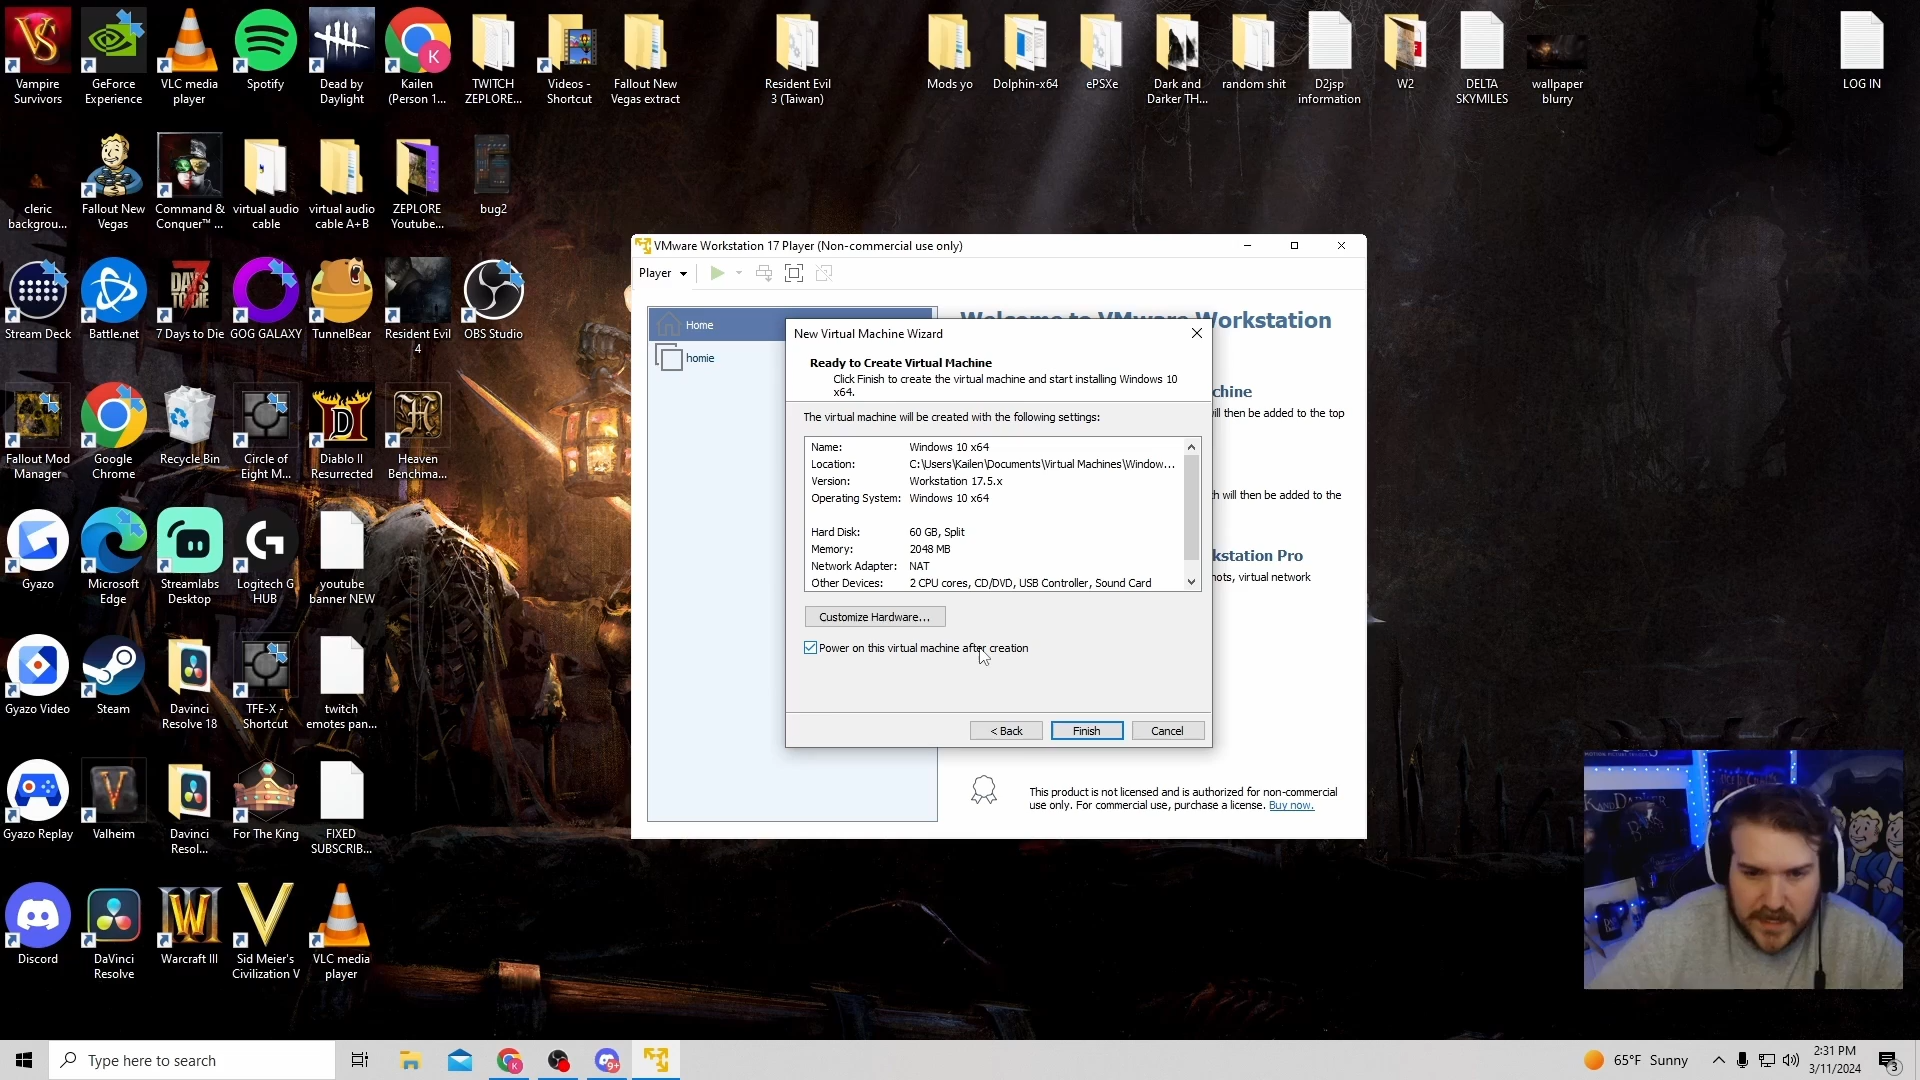 Vampire
Survivors
GeForce
Experience
VLC media
player
Spotify
Dead by
Daylight
Kailen
(Person 1...
TWITCH
ZEPLORE...
Videos -
Shortcut
Fallout New
Vegas extract
Resident Evil
3 (Taiwan)
Mods yo
Dolphin-x64
ePSXe
Dark and
Darker TH...
random shit
D2jsp
information
W2
DELTA
SKYMILES
wallpaper
blurry
LOG IN
cleric
backgrou...
Fallout New
Vegas
Command &
Conquer™ ...
virtual audio
cable
virtual audio
cable A+B
ZEPLORE
Youtube...
bug2
Stream Deck
Battle.net
7 Days to Die
GOG GALAXY
TunnelBear
Resident Evil
4
OBS Studio
Fallout Mod
Manager
Google
Chrome
Recycle Bin
Circle of
Eight M...
Diablo II
Resurrected
Heaven
Benchma...
Gyazo
Microsoft
Edge
Streamlabs
Desktop
Logitech G
HUB
youtube
banner NEW
Gyazo Video
Steam
Davinci
Resolve 18
TFE-X -
Shortcut
twitch
emotes pan...
Gyazo Replay
Valheim
Davinci
Resol...
For The King
FIXED
SUBSCRIB...
Discord
DaVinci
Resolve
Warcraft III
Sid Meier's
Civilization V
VLC media
player
VMware Workstation 17 Player (Non-commercial use only)
Player
Home
homie
Welcome to VMware Workstation
chine
ill then be added to the top
h will then be added to the
kstation Pro
hots, virtual network
This product is not licensed and is authorized for non-commercial
use only. For commercial use, purchase a license. Buy now.
New Virtual Machine Wizard
Ready to Create Virtual Machine
Click Finish to create the virtual machine and start installing Windows 10
x64.
The virtual machine will be created with the following settings:
Name: Windows 10 x64
Location: C:\Users\Kailen\Documents\Virtual Machines\Window...
Version: Workstation 17.5.x
Operating System: Windows 10 x64
Hard Disk: 60 GB, Split
Memory: 2048 MB
Network Adapter: NAT
Other Devices: 2 CPU cores, CD/DVD, USB Controller, Sound Card
Customize Hardware...
Power on this virtual machine after creation
< Back
Finish
Cancel
Type here to search
65°F Sunny
2:31 PM
3/11/2024
3